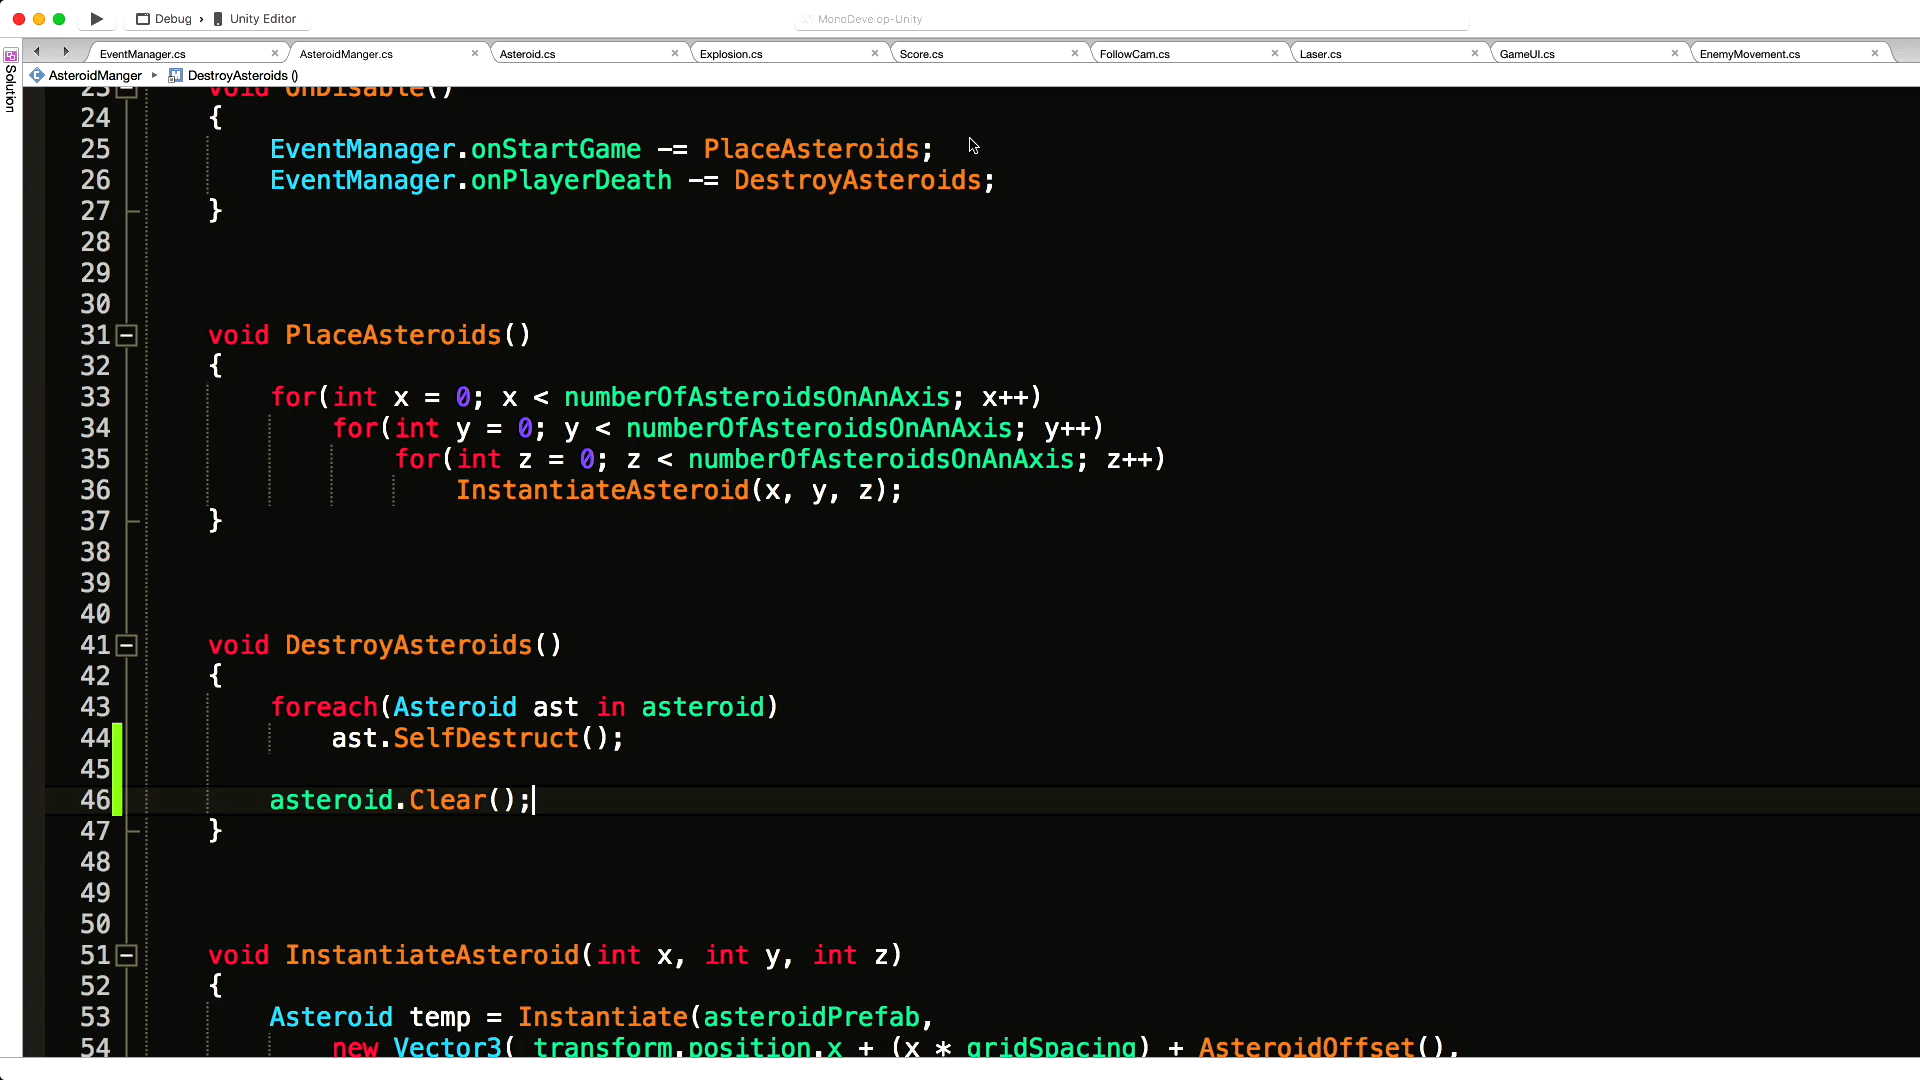 Debug › Unity Editor
MonoDevelop-Unity
EventManager.cs × AsteroidManger.cs × Asteroid.cs × Explosion.cs × Score.cs × FollowCam.cs × Laser.cs × GameUI.cs × EnemyMovement.cs ×
Solution
AsteroidManger ▸ DestroyAsteroids ()
23 void OnDisable()
24 {
25 EventManager.onStartGame -= PlaceAsteroids;
26 EventManager.onPlayerDeath -= DestroyAsteroids;
27 }
28
29
30
31 void PlaceAsteroids()
32 {
33 for(int x = 0; x < numberOfAsteroidsOnAnAxis; x++)
34 for(int y = 0; y < numberOfAsteroidsOnAnAxis; y++)
35 for(int z = 0; z < numberOfAsteroidsOnAnAxis; z++)
36 InstantiateAsteroid(x, y, z);
37 }
38
39
40
41 void DestroyAsteroids()
42 {
43 foreach(Asteroid ast in asteroid)
44 ast.SelfDestruct();
45
46 asteroid.Clear();
47 }
48
49
50
51 void InstantiateAsteroid(int x, int y, int z)
52 {
53 Asteroid temp = Instantiate(asteroidPrefab,
54 new Vector3( transform.position.x + (x * gridSpacing) + AsteroidOffset(),